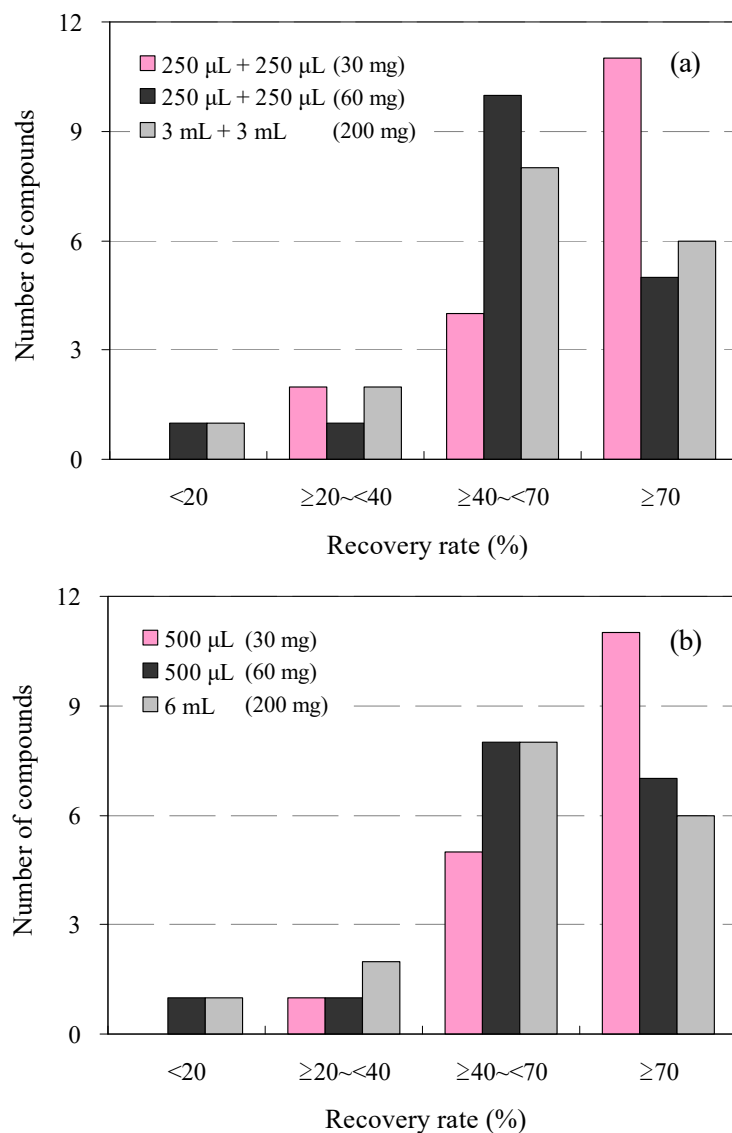 12
(a)
250 μL + 250 μL (30 mg)
250 μL + 250 μL (60 mg)
3 mL + 3 mL (200 mg)
9
6
3
0
Number of compounds
<20
≥20~<40
≥40~<70
≥70
Recovery rate (%)
12
(b)
500 μL (30 mg)
500 μL (60 mg)
6 mL (200 mg)
9
6
3
0
Number of compounds
<20
≥20~<40
≥40~<70
≥70
Recovery rate (%)